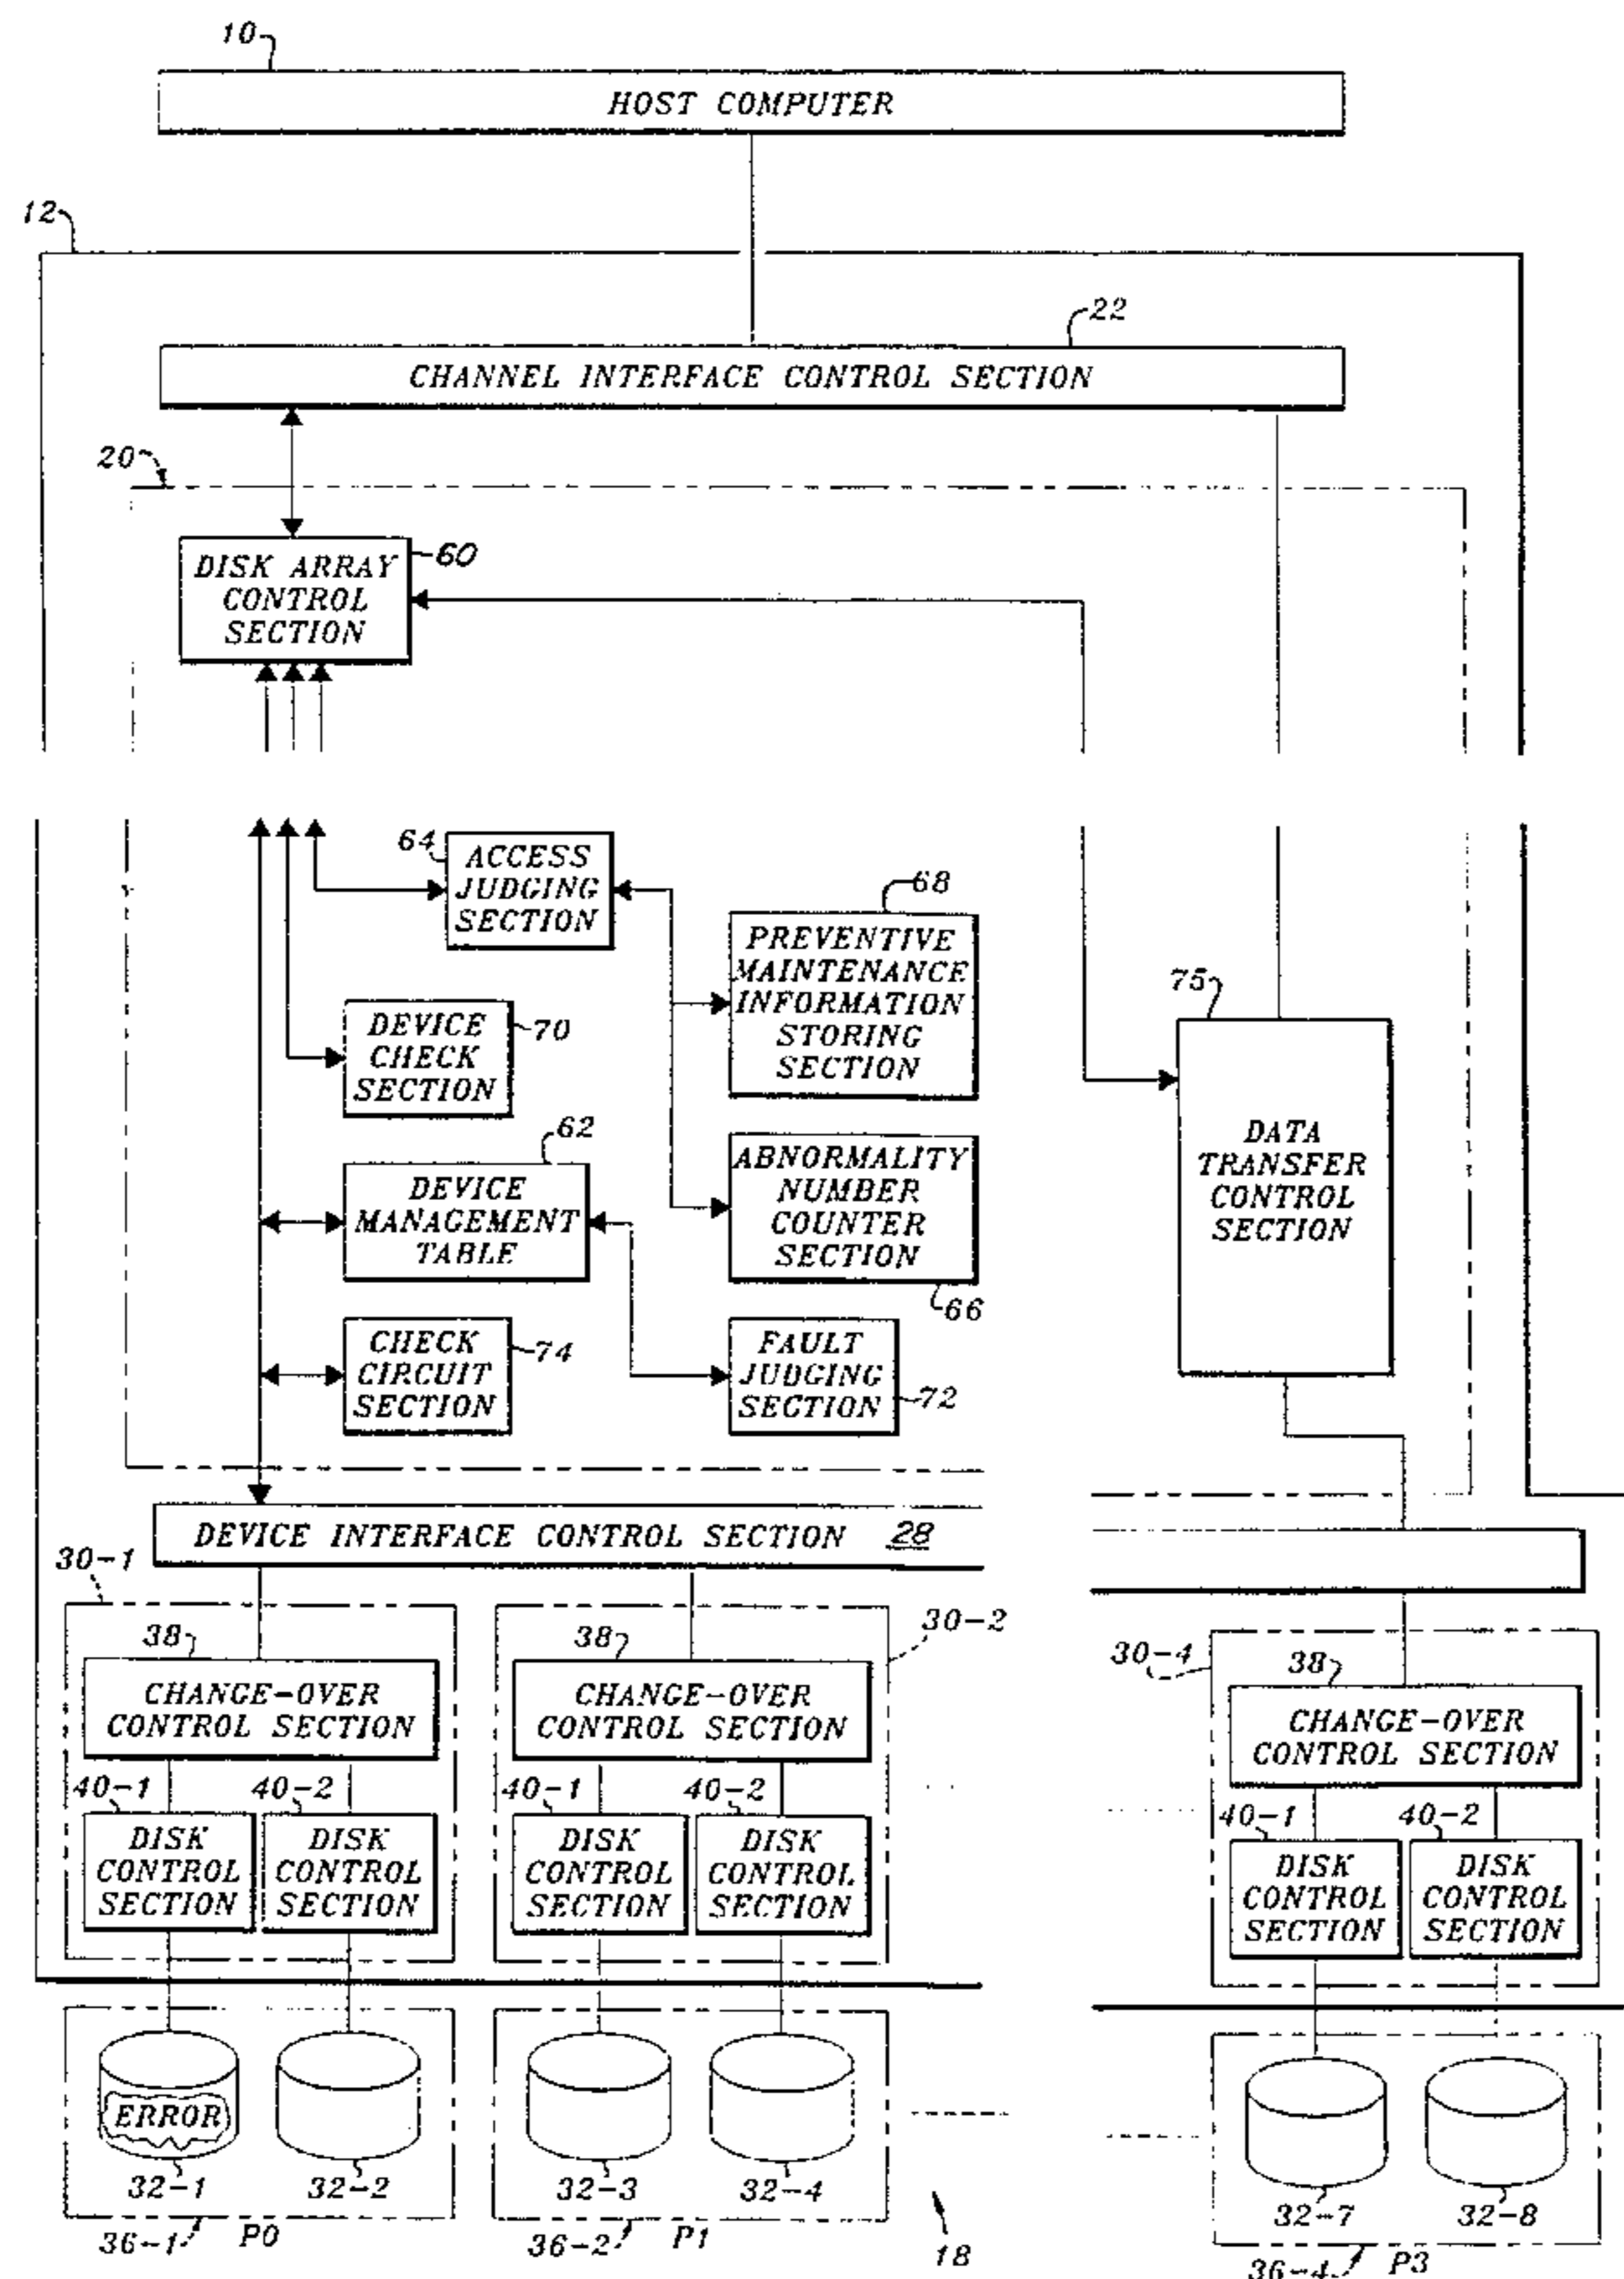 10
HOST COMPUTER
12
22
CHANNEL INTERFACE CONTROL SECTION
20
DISK ARRAY
CONTROL
SECTION
60
64
ACCESS
JUDGING
SECTION
68
PREVENTIVE
MAINTENANCE
INFORMATION
STORING
SECTION
75
DATA
TRANSFER
CONTROL
SECTION
DEVICE
CHECK
SECTION
70
62
DEVICE
MANAGEMENT
TABLE
ABNORMALITY
NUMBER
COUNTER
SECTION
66
CHECK
CIRCUIT
SECTION
74
FAULT
JUDGING
SECTION
72
DEVICE INTERFACE CONTROL SECTION 28
30-1
38
CHANGE-OVER
CONTROL SECTION
40-1
40-2
DISK
CONTROL
SECTION
DISK
CONTROL
SECTION
30-2
38
CHANGE-OVER
CONTROL SECTION
40-1
40-2
DISK
CONTROL
SECTION
DISK
CONTROL
SECTION
30-4
38
CHANGE-OVER
CONTROL SECTION
40-1
40-2
DISK
CONTROL
SECTION
DISK
CONTROL
SECTION
ERROR
32-1
32-2
36-1
P0
32-3
32-4
36-2
P1
18
32-7
32-8
36-4
P3